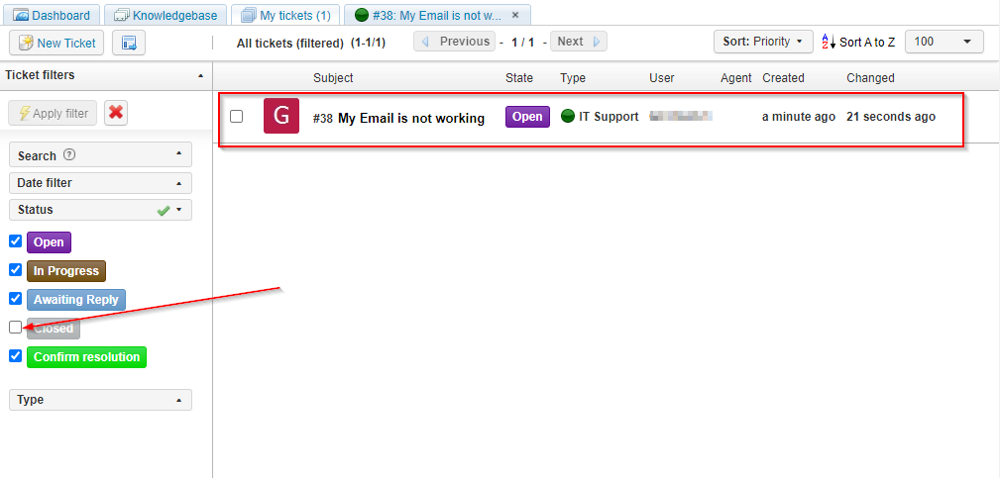 Dashboard Knowledgebase My tickets (1) #38: My Email is not w... ×
New Ticket All tickets (filtered) (1-1/1) Previous - 1 / 1 - Next Sort: Priority A Z Sort A to Z 100
Ticket filters
Subject State Type User Agent Created Changed
Apply filter
G #38 My Email is not working Open IT Support a minute ago 21 seconds ago
Search ?
Date filter
Status
Open
In Progress
Awaiting Reply
Closed
Confirm resolution
Type